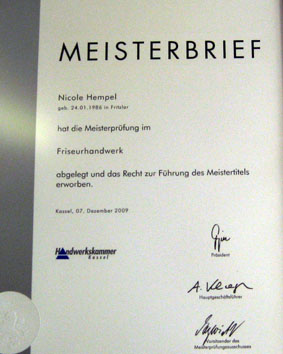 MEISTERBRIEF
Nicole Hempel
geb. 24.01.1986 in Fritzlar
hat die Meisterprüfung im
Friseurhandwerk
abgelegt und das Recht zur Führung des Meistertitels
erworben.
Kassel, 07. Dezember 2009
Handwerkskammer
Kassel
Präsident
Hauptgeschäftsführer
Vorsitzender des
Meisterprüfungsausschusses